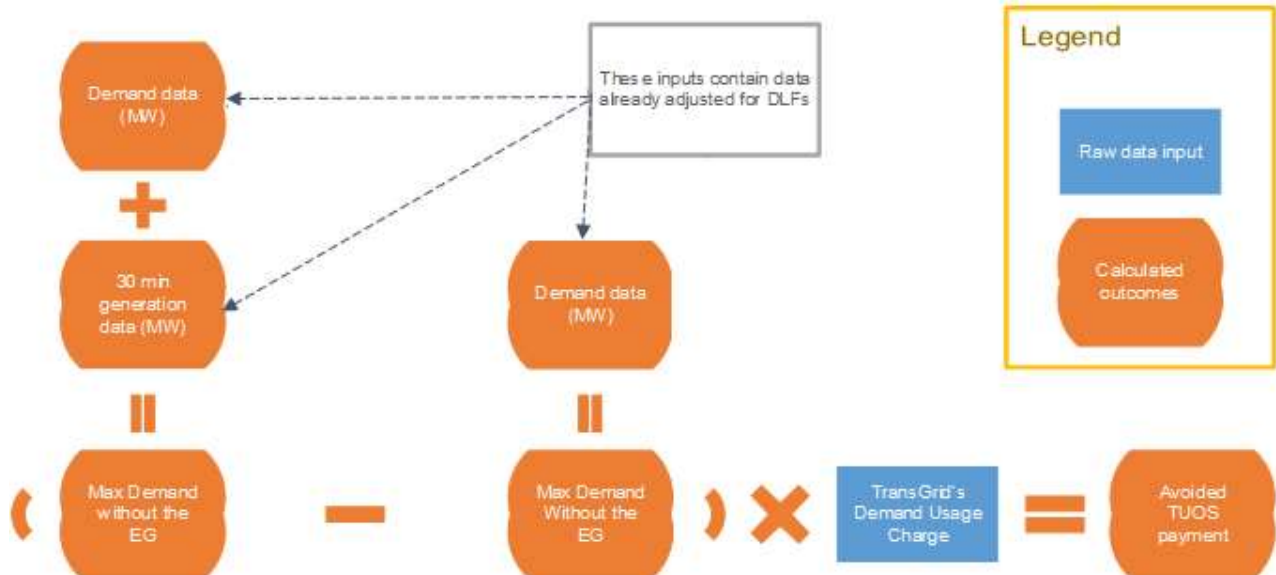 Demand data
(MW)
These inputs contain data
already adjusted for DLFs
Legend
Raw data input
Calculated
outcomes
30 min
generation
data (MW)
Demand data
(MW)
Max Demand
without the
EG
Max Demand
Without the
EG
TransGrid's
Demand Usage
Charge
Avoided
TUOS
payment